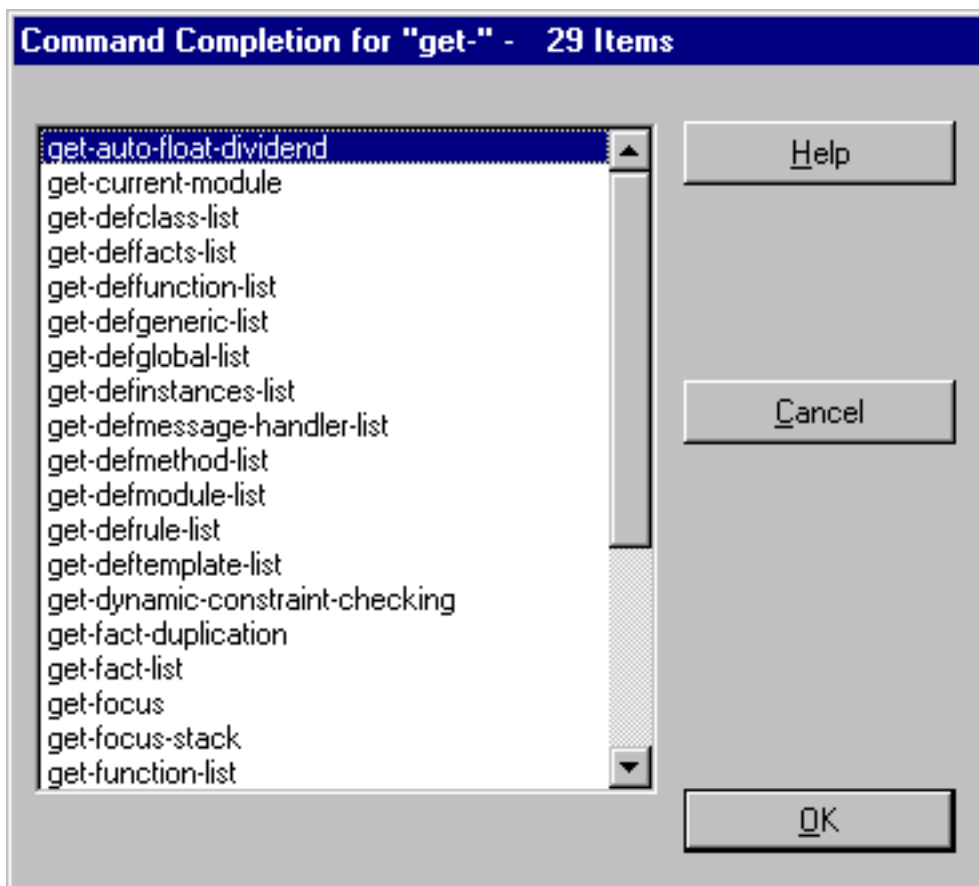 Command Completion for "get-" -   29 Items
get-auto-float-dividend
get-current-module
get-defclass-list
get-deffacts-list
get-deffunction-list
get-defgeneric-list
get-defglobal-list
get-definstances-list
get-defmessage-handler-list
get-defmethod-list
get-defmodule-list
get-defrule-list
get-deftemplate-list
get-dynamic-constraint-checking
get-fact-duplication
get-fact-list
get-focus
get-focus-stack
get-function-list
Help
Cancel
OK